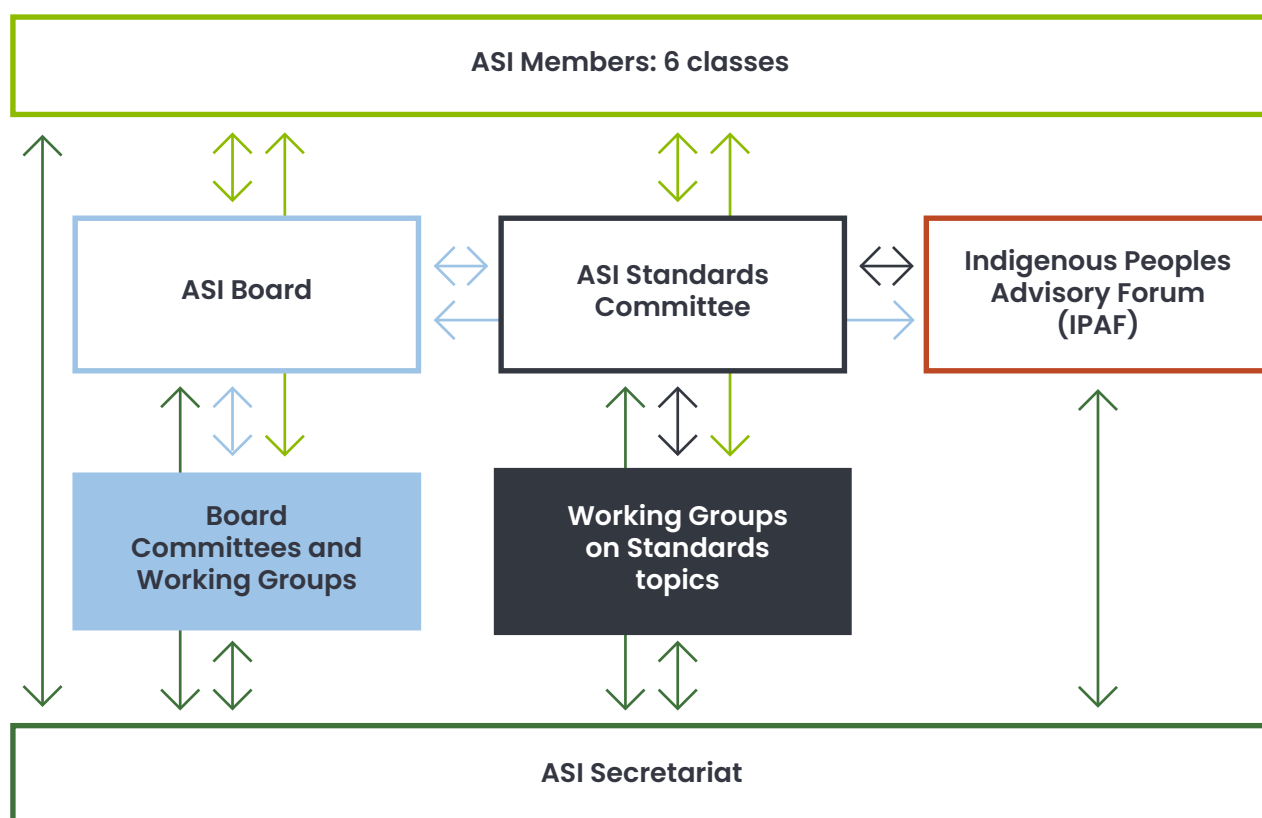 ASI Members: 6 classes
ASI Board
ASI Standards
Committee
Indigenous Peoples
Advisory Forum
(IPAF)
Board
Committees and
Working Groups
Working Groups
on Standards
topics
ASI Secretariat